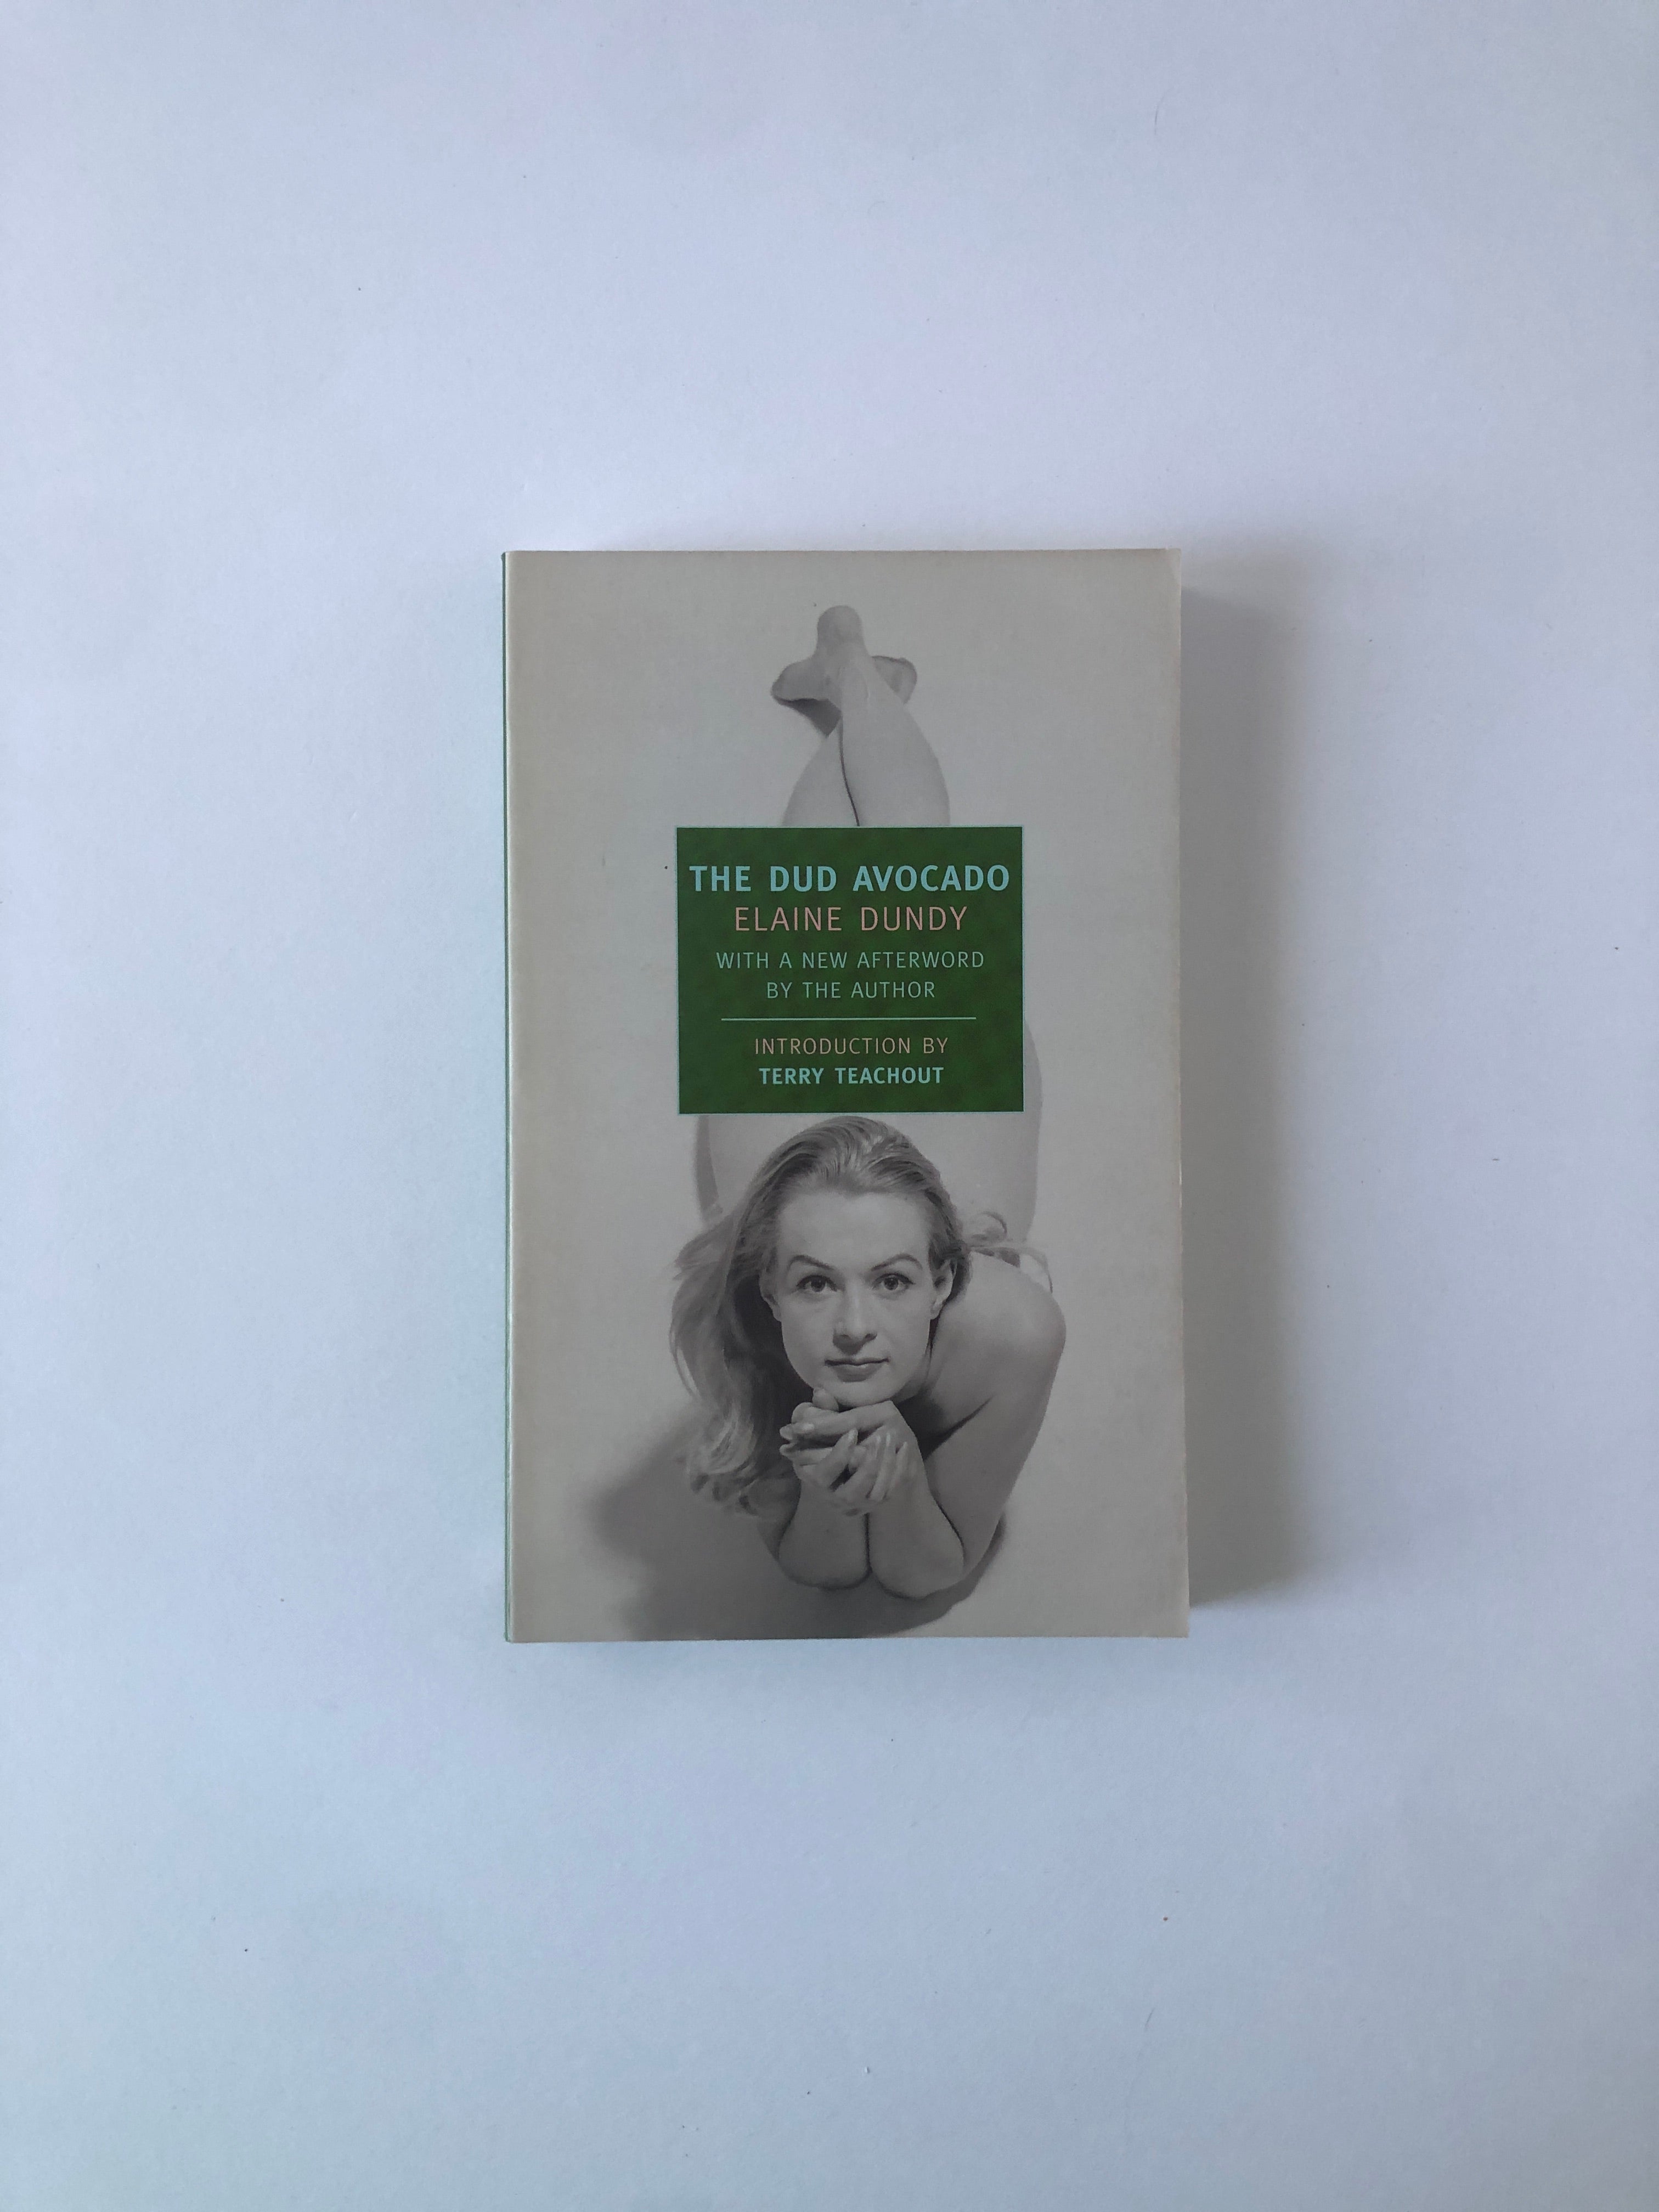 THE DUD AVOCADO
ELAINE DUNDY
WITH A NEW AFTERWORD
BY THE AUTHOR
INTRODUCTION BY
TERRY TEACHOUT